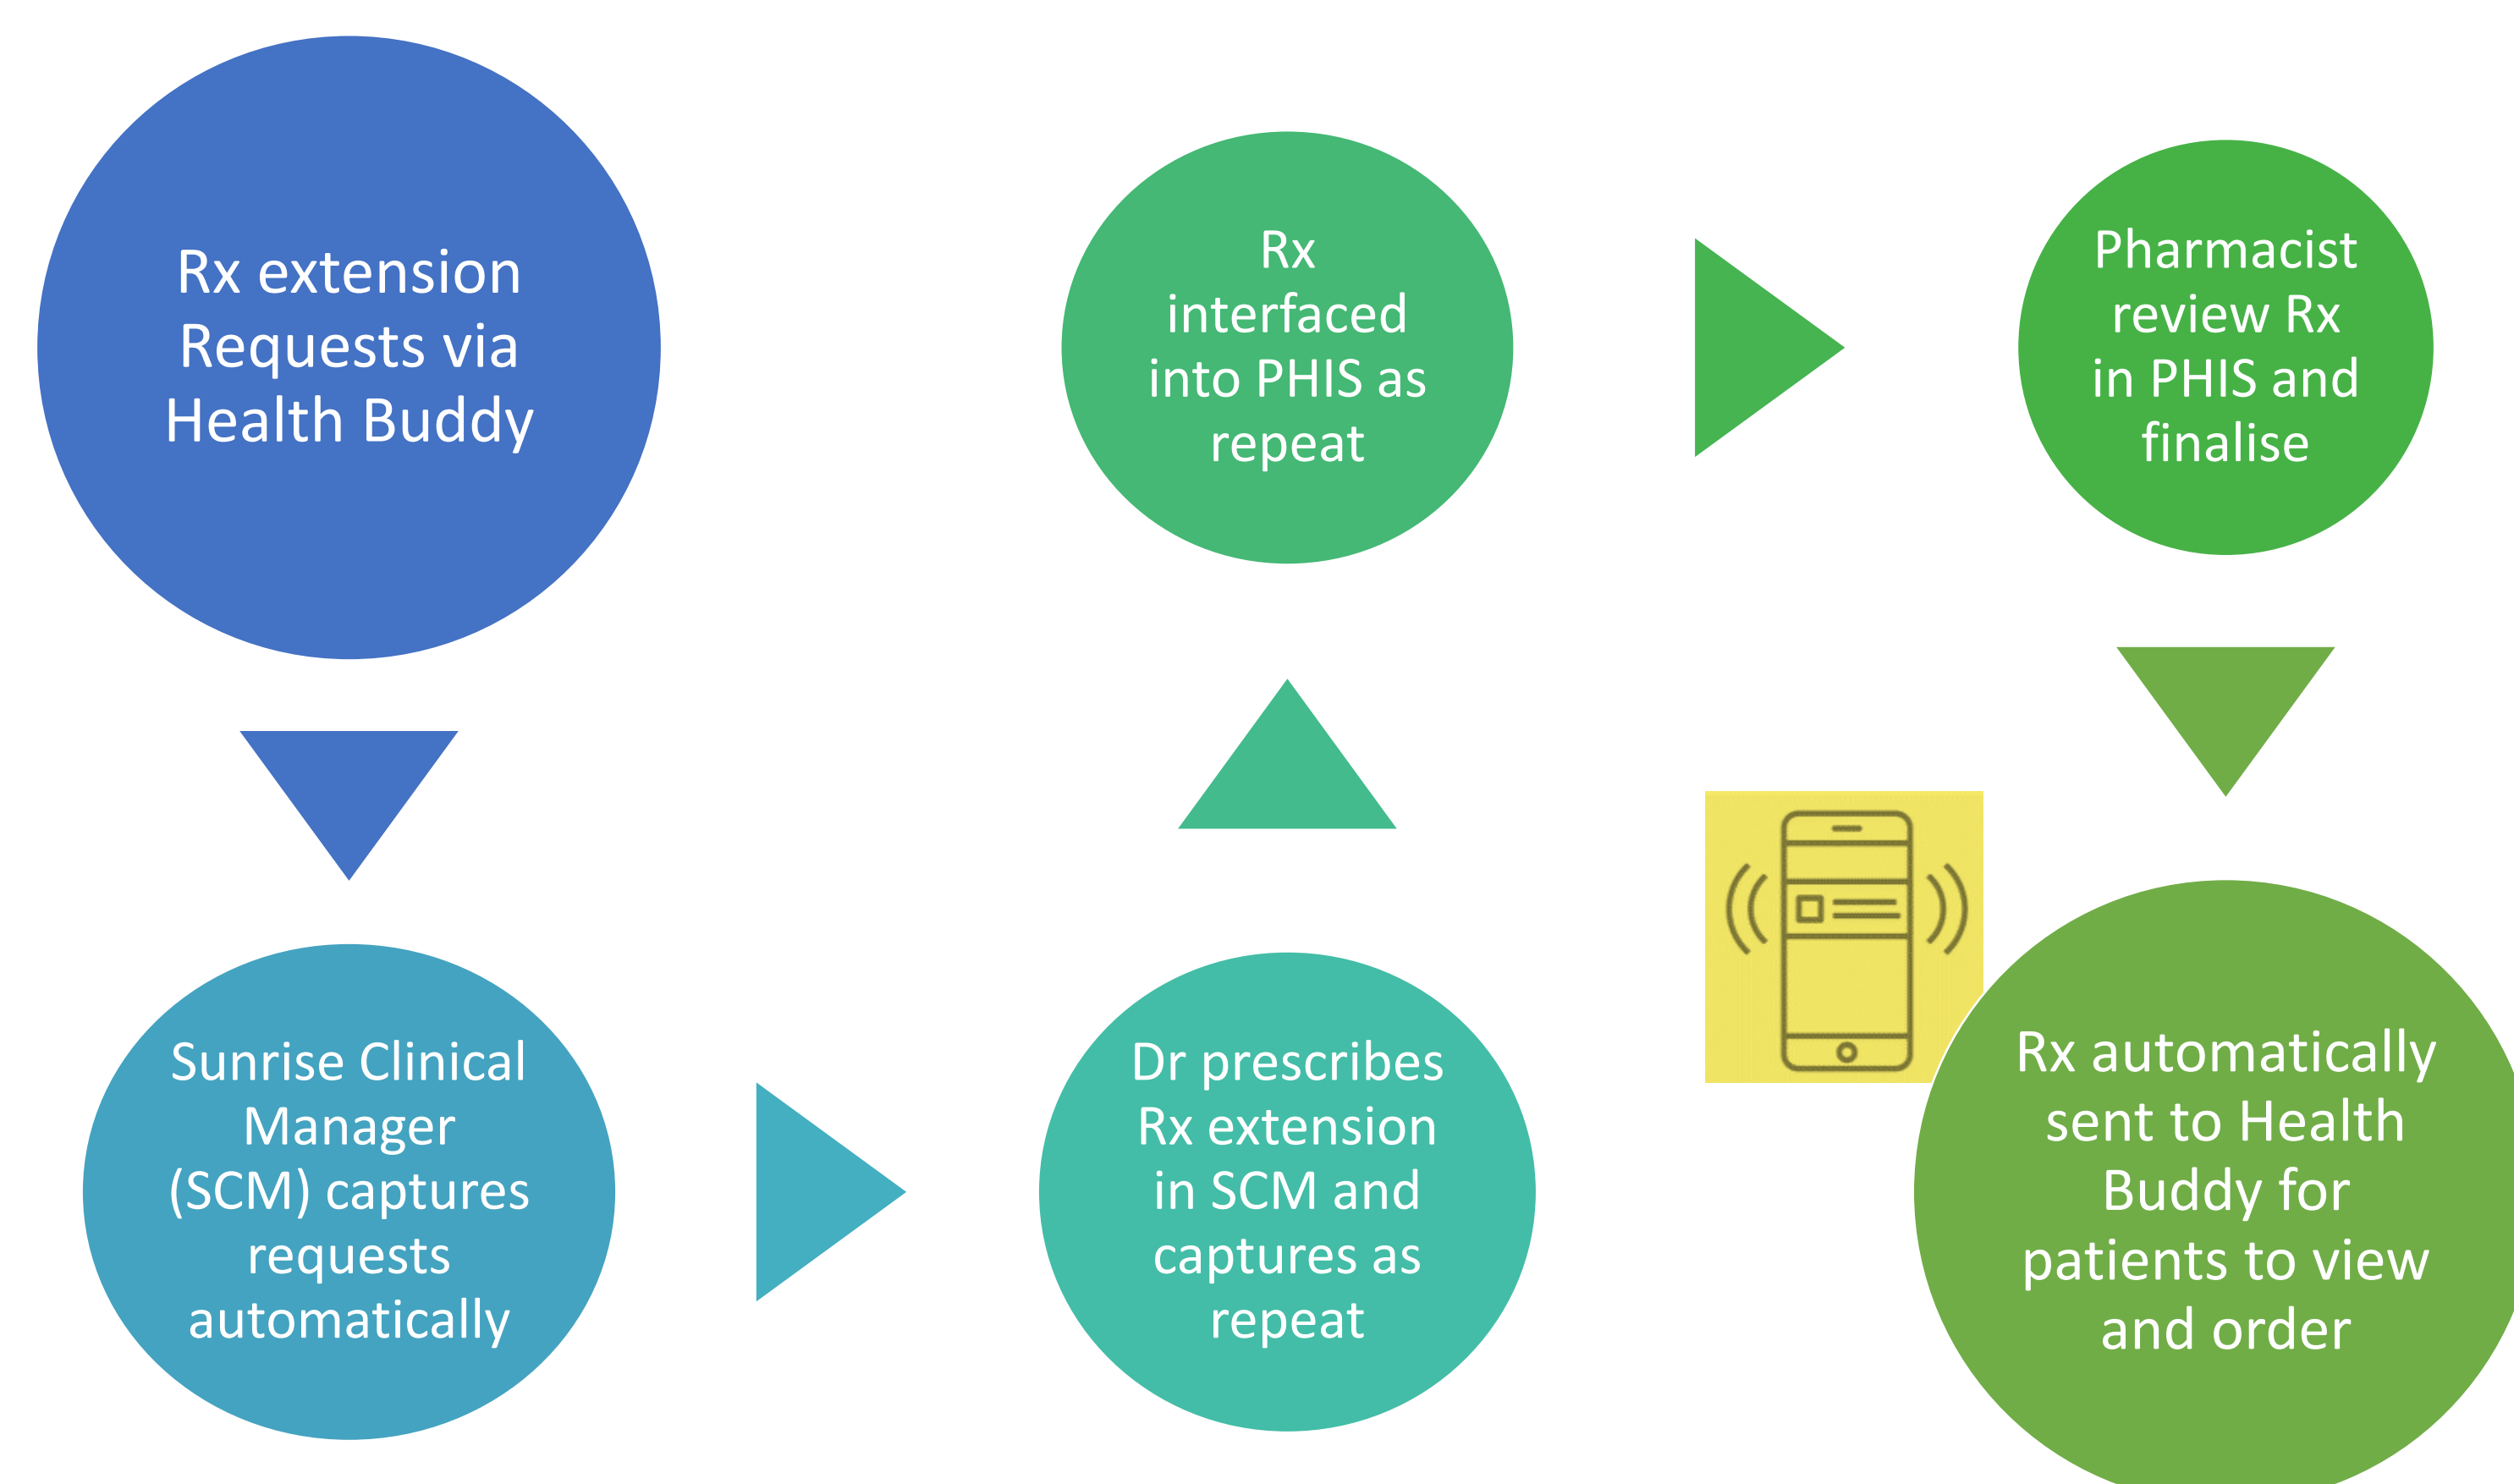 Rx extension
Requests via
Health Buddy
Sunrise Clinical
Manager
(SCM) captures
requests
automatically
Dr prescribes
Rx extension
in SCM and
captures as
repeat
Rx
interfaced
into PHIS as
repeat
Pharmacist
review Rx
in PHIS and
finalise
Rx automatically
sent to Health
Buddy for
patients to view
and order